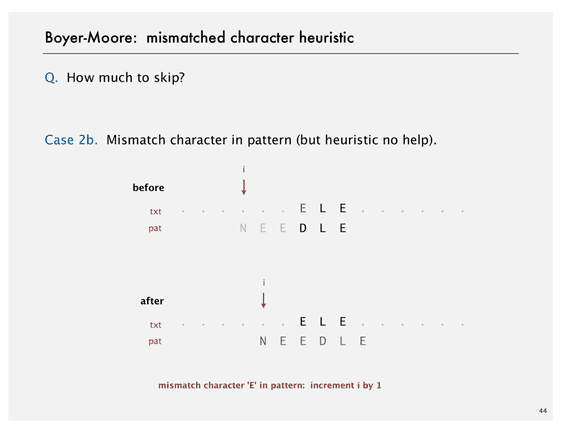 Boyer-Moore: mismatched character heuristic
Q. How much to skip?
Case 2b. Mismatch character in pattern (but heuristic no help).
i
before
txt . . . . . . E L E . . . . . .
pat N E E D L E
i
after
txt . . . . . . E L E . . . . . .
pat N E E D L E
mismatch character 'E' in pattern: increment i by 1
44